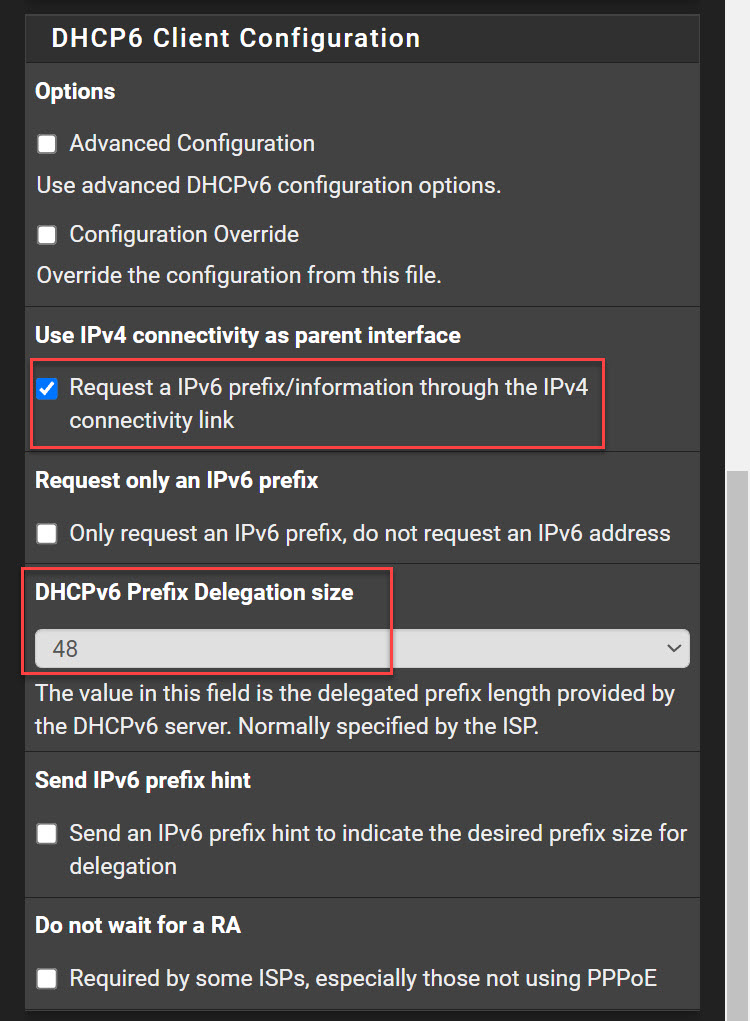 DHCP6 Client Configuration
Options
Advanced Configuration
Use advanced DHCPv6 configuration options.
Configuration Override
Override the configuration from this file.
Use IPv4 connectivity as parent interface
Request a IPv6 prefix/information through the IPv4
connectivity link
Request only an IPv6 prefix
Only request an IPv6 prefix, do not request an IPv6 address
DHCPv6 Prefix Delegation size
48
The value in this field is the delegated prefix length provided by
the DHCPv6 server. Normally specified by the ISP.
Send IPv6 prefix hint
Send an IPv6 prefix hint to indicate the desired prefix size for
delegation
Do not wait for a RA
Required by some ISPs, especially those not using PPPoE